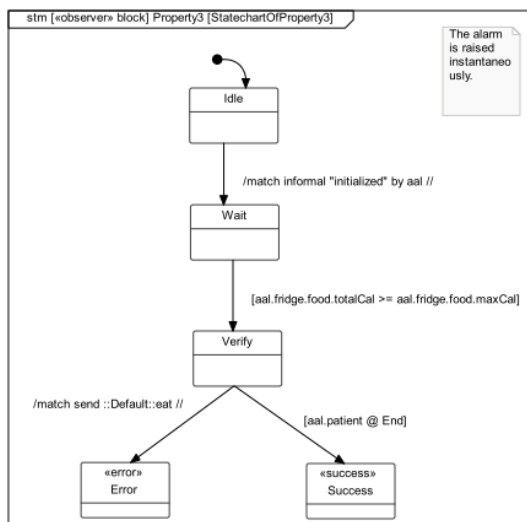 stm [«observer» block] Property3 [StatechartOfProperty3]
The alarm
is raised
instantaneo
usly.
Idle
/match informal "initialized" by aal //
Wait
[aal.fridge.food.totalCal >= aal.fridge.food.maxCal]
Verify
/match send ::Default::eat //
[aal.patient @ End]
«error»
Error
«success»
Success